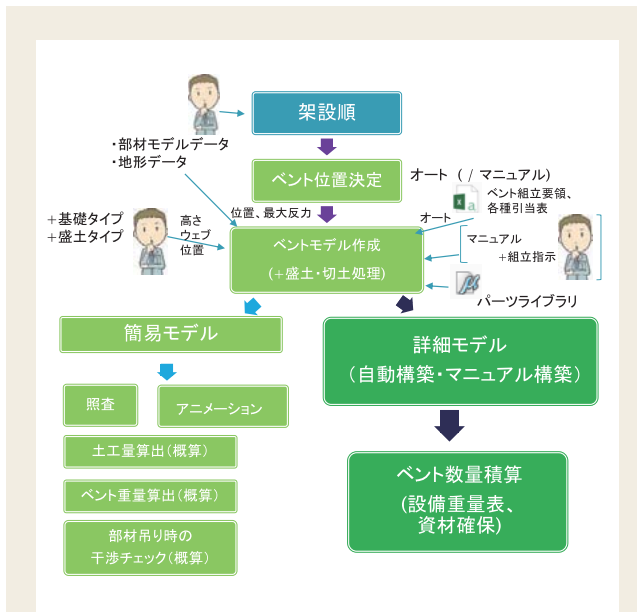 架設順
・部材モデルデータ
・地形データ
ベント位置決定
オート ( / マニュアル)
ベント組立要領、
各種引当表
位置、最大反力
オート
+基礎タイプ
+盛土タイプ
高さ
ウェブ
位置
ベントモデル作成
(+盛土・切土処理)
マニュアル
+組立指示
パーツライブラリ
簡易モデル
詳細モデル
(自動構築・マニュアル構築)
照査
アニメーション
土工量算出(概算)
ベント重量算出(概算)
部材吊り時の
干渉チェック(概算)
ベント数量積算
(設備重量表、
資材確保)